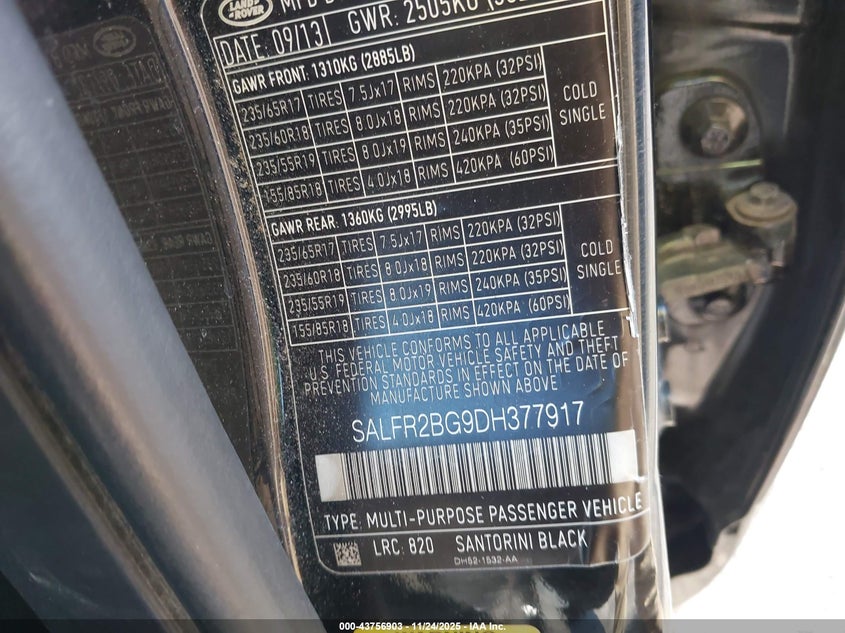 LAND ROVER
DATE: 09/13 GWR: 2505KG
GAWR FRONT: 1310KG (2885LB)
235/65R17 TIRES 7.5Jx17 RIMS 220KPA (32PSI)
235/60R18 TIRES 8.0Jx18 RIMS 220KPA (32PSI)
235/55R19 TIRES 8.0Jx19 RIMS 240KPA (35PSI)
155/85R18 TIRES 4.0Jx18 RIMS 420KPA (60PSI)
COLD
SINGLE
GAWR REAR: 1360KG (2995LB)
235/65R17 TIRES 7.5Jx17 RIMS 220KPA (32PSI)
235/60R18 TIRES 8.0Jx18 RIMS 220KPA (32PSI)
235/55R19 TIRES 8.0Jx19 RIMS 240KPA (35PSI)
155/85R18 TIRES 4.0Jx18 RIMS 420KPA (60PSI)
COLD
SINGLE
THIS VEHICLE CONFORMS TO ALL APPLICABLE
U.S. FEDERAL MOTOR VEHICLE SAFETY AND THEFT
PREVENTION STANDARDS IN EFFECT ON THE DATE OF
MANUFACTURE SHOWN ABOVE
SALFR2BG9DH377917
TYPE: MULTI-PURPOSE PASSENGER VEHICLE
LRC: 820 SANTORINI BLACK
DH52-1532-AA
000-43756903 - 11/24/2025 - www.iaai.com - Copyright IAA, Inc.